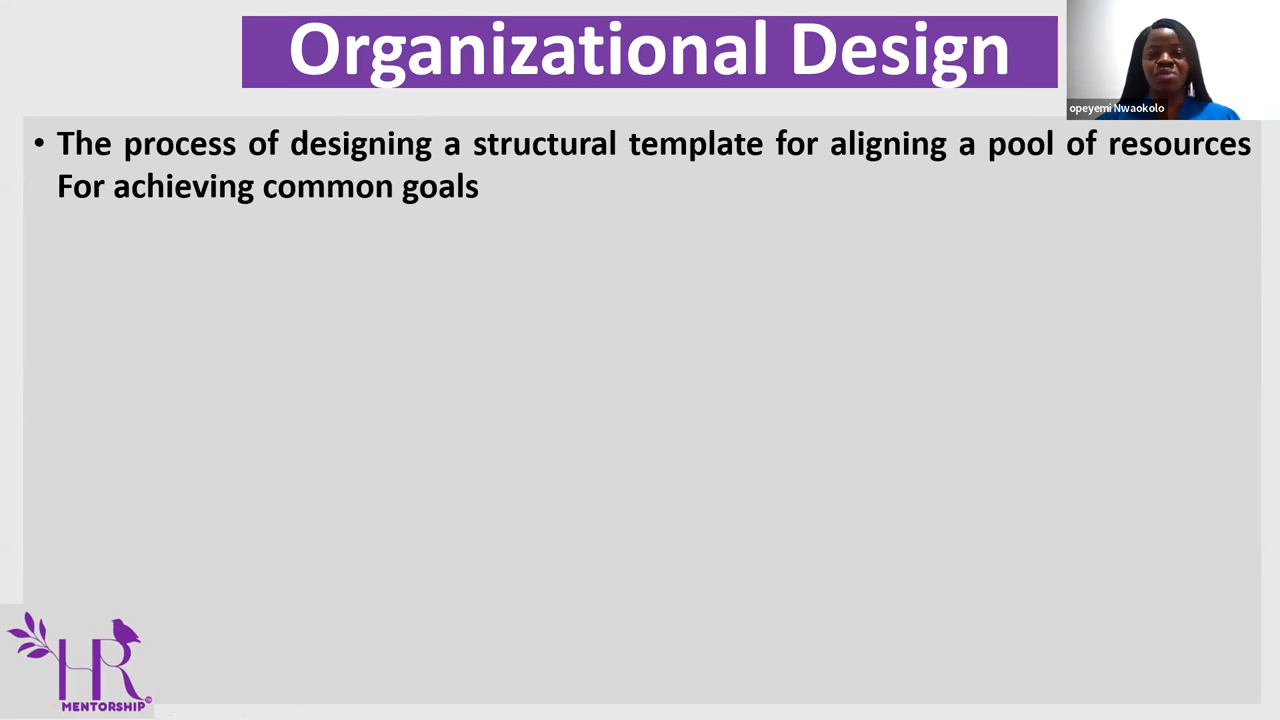 Organizational Design
opeyemi Nwaokolo
• The process of designing a structural template for aligning a pool of resources
For achieving common goals
HR
MENTORSHIP